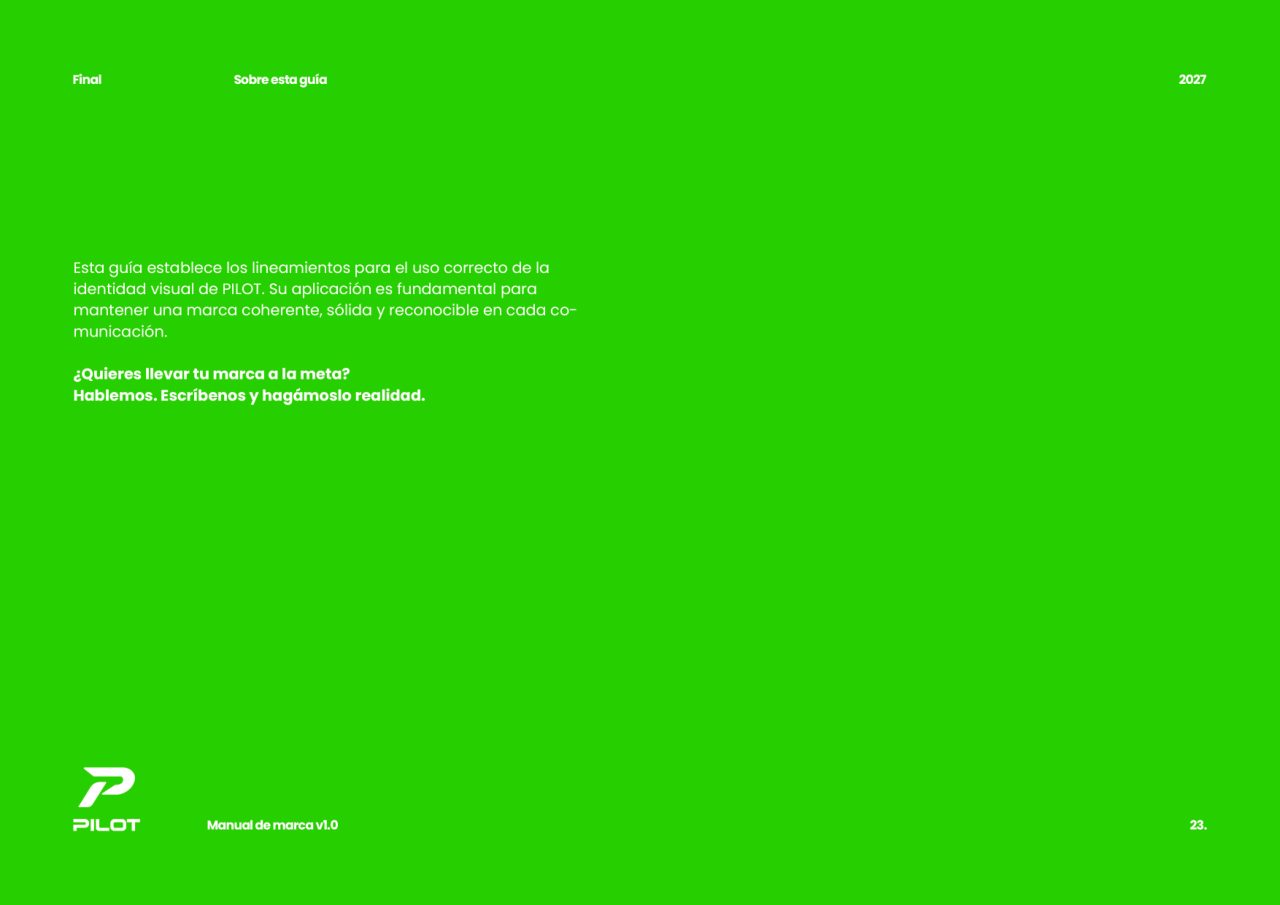 Final
Sobre esta guía
2027
Esta guía establece los lineamientos para el uso correcto de la
identidad visual de PILOT. Su aplicación es fundamental para
mantener una marca coherente, sólida y reconocible en cada co-
municación.
¿Quieres llevar tu marca a la meta?
Hablemos. Escríbenos y hagámoslo realidad.
PILOT
Manual de marca v1.0
23.